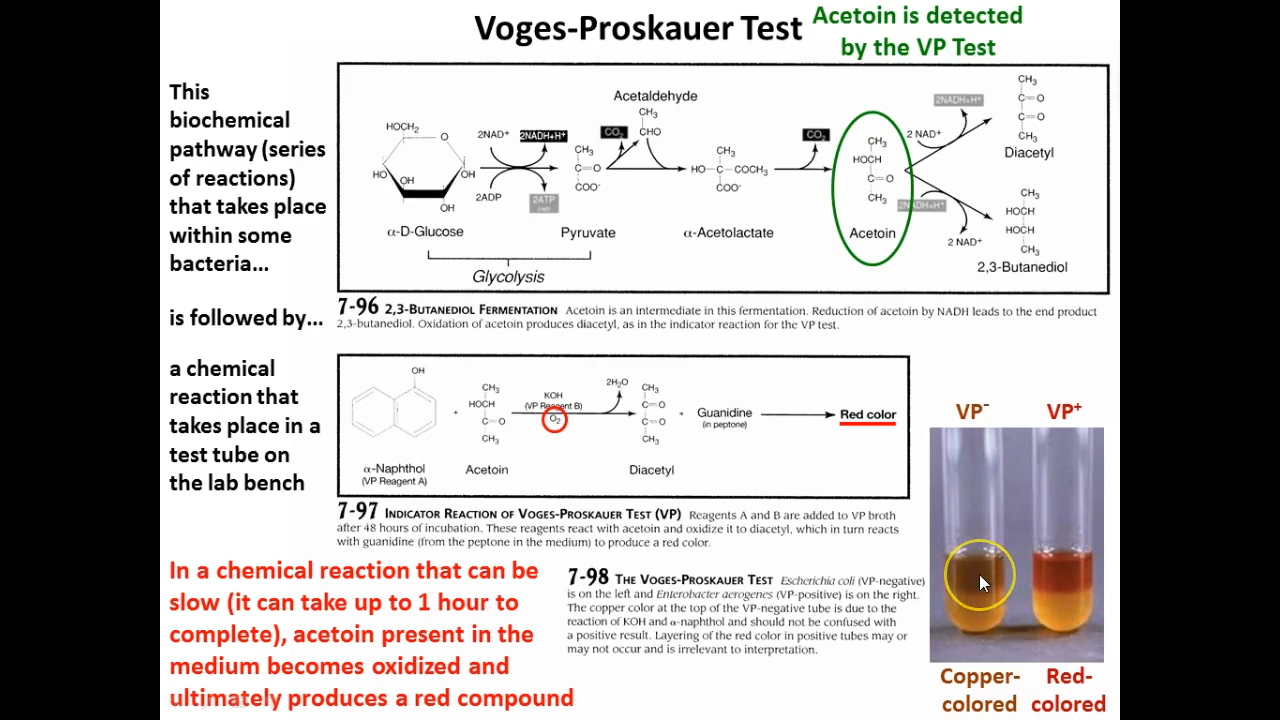 Voges-Proskauer Test
Acetoin is detected
by the VP Test
This
biochemical
pathway (series
of reactions)
that takes place
within some
bacteria...
is followed by...
a chemical
reaction that
takes place in a
test tube on
the lab bench
HOCH₂
O
HO
OH
OH
OH
α-D-Glucose
2NAD⁺
2NADH+H⁺
2ADP
2ATP
(net)
CH₃
C=O
COO⁻
Pyruvate
Glycolysis
CO₂
Acetaldehyde
CH₃
CHO
CH₃
HO—C—COCH₃
COO⁻
α-Acetolactate
CO₂
CH₃
HOCH
C=O
CH₃
Acetoin
2 NAD⁺
2NADH+H⁺
CH₃
C=O
C=O
CH₃
Diacetyl
2NADH+H⁺
2 NAD⁺
CH₃
HOCH
HOCH
CH₃
2,3-Butanediol
7-96 2,3-BUTANEDIOL FERMENTATION Acetoin is an intermediate in this fermentation. Reduction of acetoin by NADH leads to the end product
2,3-butanediol. Oxidation of acetoin produces diacetyl, as in the indicator reaction for the VP test.
OH
α-Naphthol
(VP Reagent A)
+
CH₃
HOCH
C=O
CH₃
Acetoin
KOH
(VP Reagent B)
O₂
2H₂O
CH₃
C=O
C=O
CH₃
Diacetyl
+
Guanidine
(in peptone)
Red color
7-97 INDICATOR REACTION OF VOGES-PROSKAUER TEST (VP) Reagents A and B are added to VP broth
after 48 hours of incubation. These reagents react with acetoin and oxidize it to diacetyl, which in turn reacts
with guanidine (from the peptone in the medium) to produce a red color.
In a chemical reaction that can be
slow (it can take up to 1 hour to
complete), acetoin present in the
medium becomes oxidized and
ultimately produces a red compound
7-98 THE VOGES-PROSKAUER TEST Escherichia coli (VP-negative)
is on the left and Enterobacter aerogenes (VP-positive) is on the right.
The copper color at the top of the VP-negative tube is due to the
reaction of KOH and α-naphthol and should not be confused with
a positive result. Layering of the red color in positive tubes may or
may not occur and is irrelevant to interpretation.
VP⁻ VP⁺
Copper- Red-
colored colored